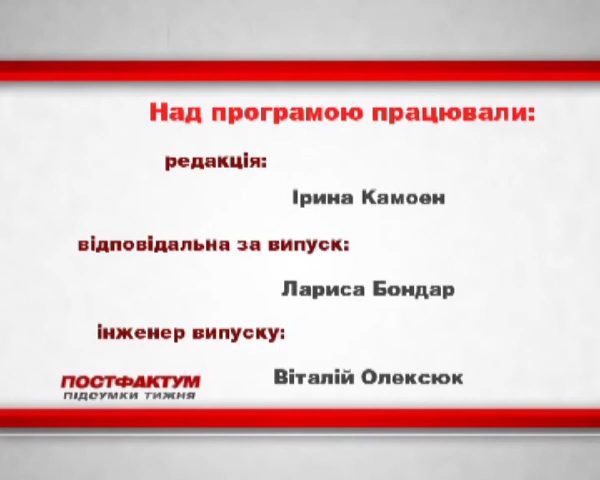 Над програмою працювали:
редакція:
Ірина Камоен
відповідальна за випуск:
Лариса Бондар
інженер випуску:
Віталій Олексюк
ПОСТФАКТУМ
ПІДСУМКИ ТИЖНЯ